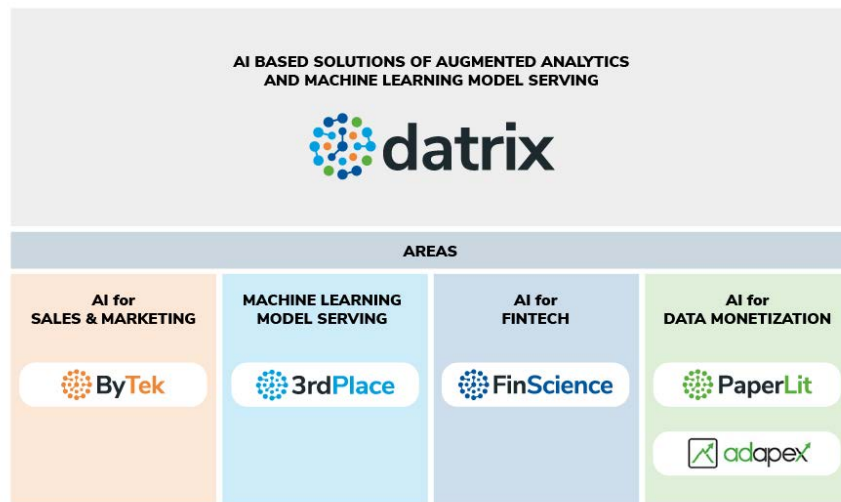 AI BASED SOLUTIONS OF AUGMENTED ANALYTICS
AND MACHINE LEARNING MODEL SERVING
datrix
AREAS
AI for
SALES & MARKETING
ByTek
MACHINE LEARNING
MODEL SERVING
3rdPlace
AI for
FINTECH
FinScience
AI for
DATA MONETIZATION
PaperLit
adapex